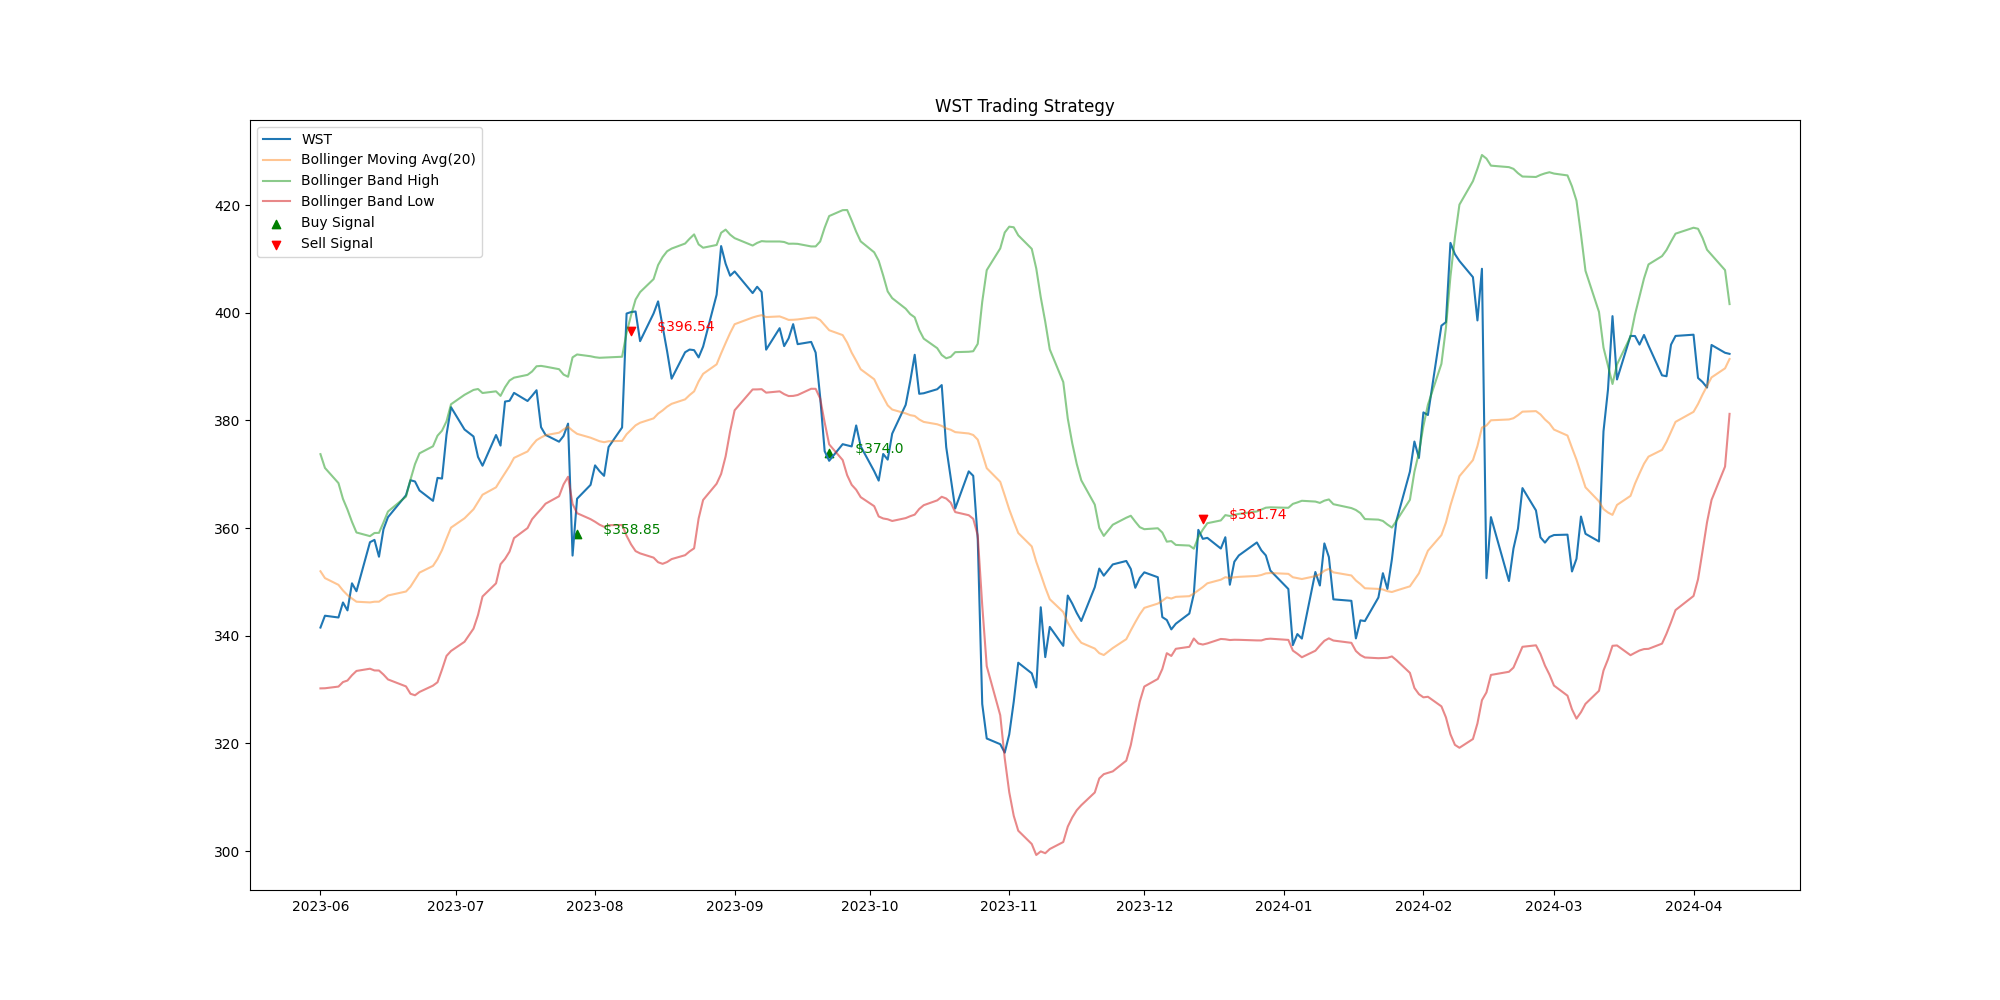 WST Trading Strategy
WST
Bollinger Moving Avg(20)
Bollinger Band High
Bollinger Band Low
Buy Signal
Sell Signal
420
400
380
360
340
320
300
$396.54
$374.0
$358.85
$361.74
2023-06 2023-07 2023-08 2023-09 2023-10 2023-11 2023-12 2024-01 2024-02 2024-03 2024-04